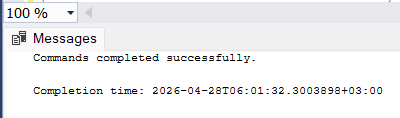 100 %
Messages
Commands completed successfully.
Completion time: 2026-04-28T06:01:32.3003898+03:00